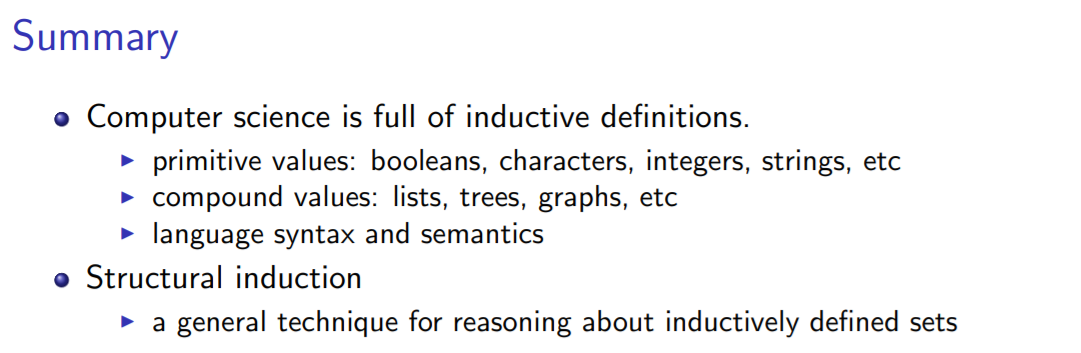 Summary
Computer science is full of inductive definitions.
primitive values: booleans, characters, integers, strings, etc
compound values: lists, trees, graphs, etc
language syntax and semantics
Structural induction
a general technique for reasoning about inductively defined sets